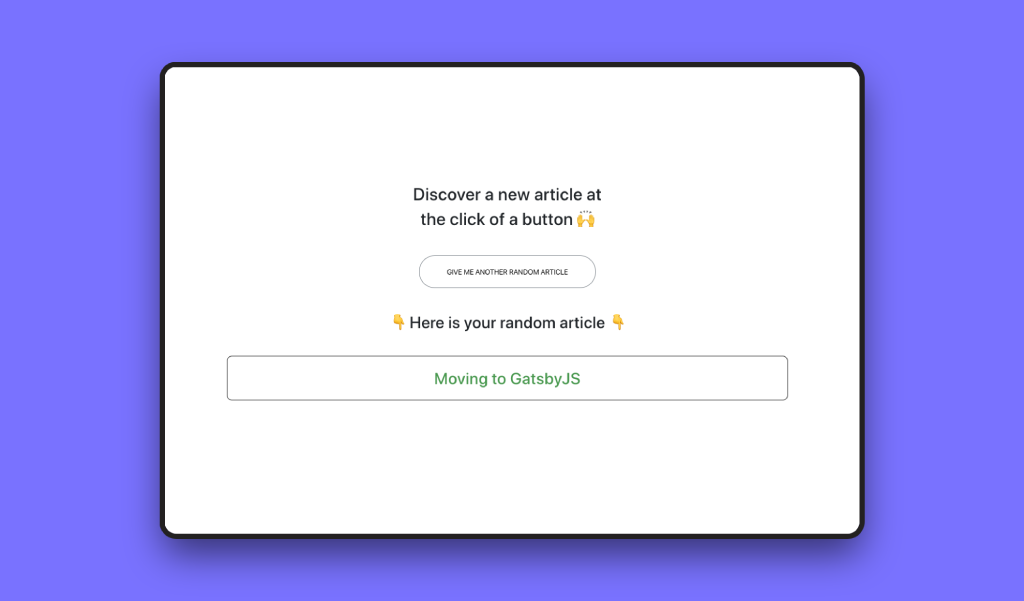 Discover a new article at
the click of a button 🙌
GIVE ME ANOTHER RANDOM ARTICLE
👇 Here is your random article 👇
Moving to GatsbyJS